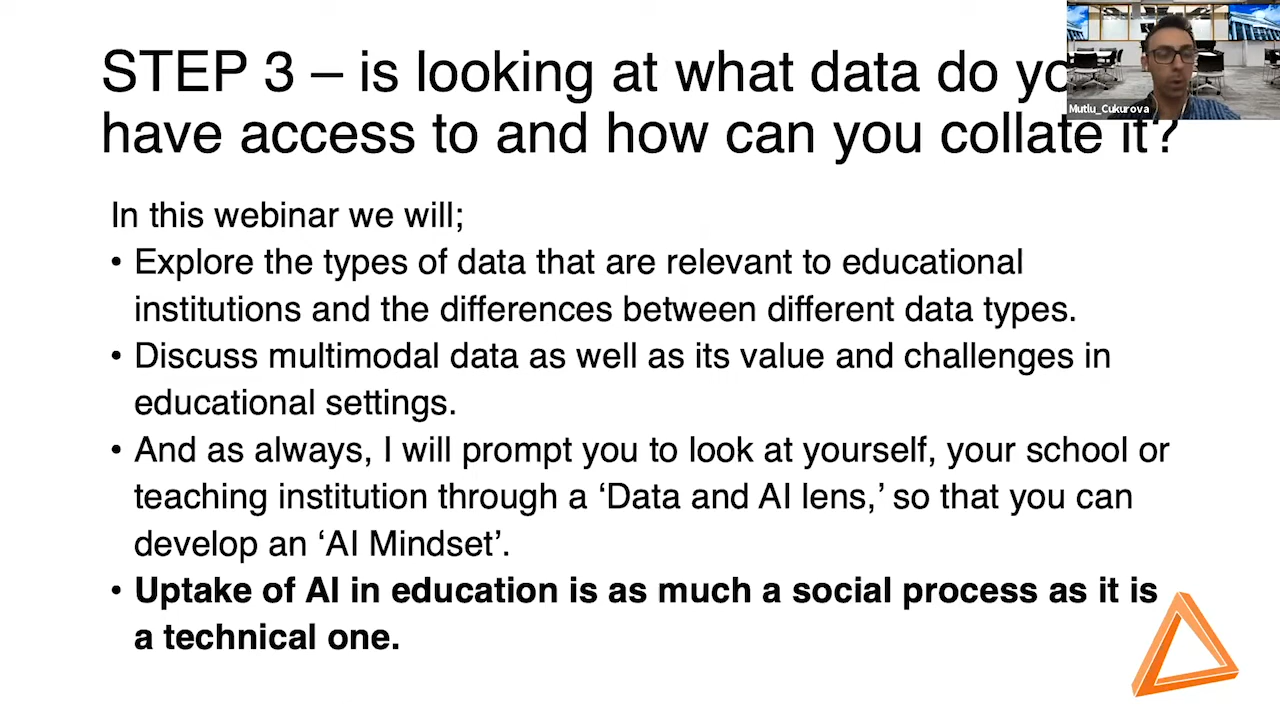 STEP 3 – is looking at what data do yo
have access to and how can you collate it?
Mutlu_Cukurova
In this webinar we will;
• Explore the types of data that are relevant to educational
institutions and the differences between different data types.
• Discuss multimodal data as well as its value and challenges in
educational settings.
• And as always, I will prompt you to look at yourself, your school or
teaching institution through a ‘Data and AI lens,’ so that you can
develop an ‘AI Mindset’.
• Uptake of AI in education is as much a social process as it is
a technical one.